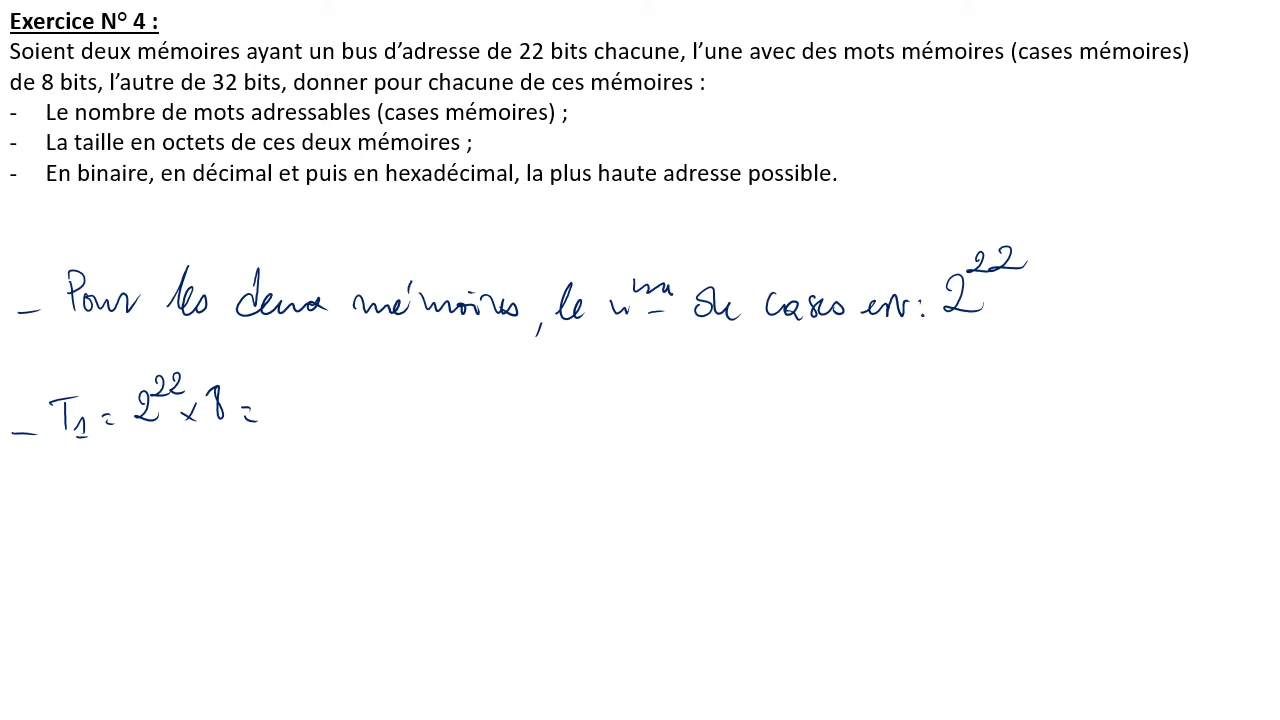 Exercice N° 4 :
Soient deux mémoires ayant un bus d’adresse de 22 bits chacune, l’une avec des mots mémoires (cases mémoires)
de 8 bits, l’autre de 32 bits, donner pour chacune de ces mémoires :
- Le nombre de mots adressables (cases mémoires) ;
- La taille en octets de ces deux mémoires ;
- En binaire, en décimal et puis en hexadécimal, la plus haute adresse possible.
- Pour les deux mémoires, le de cases est : 2^22
- T1 = 2^22 × 8 =